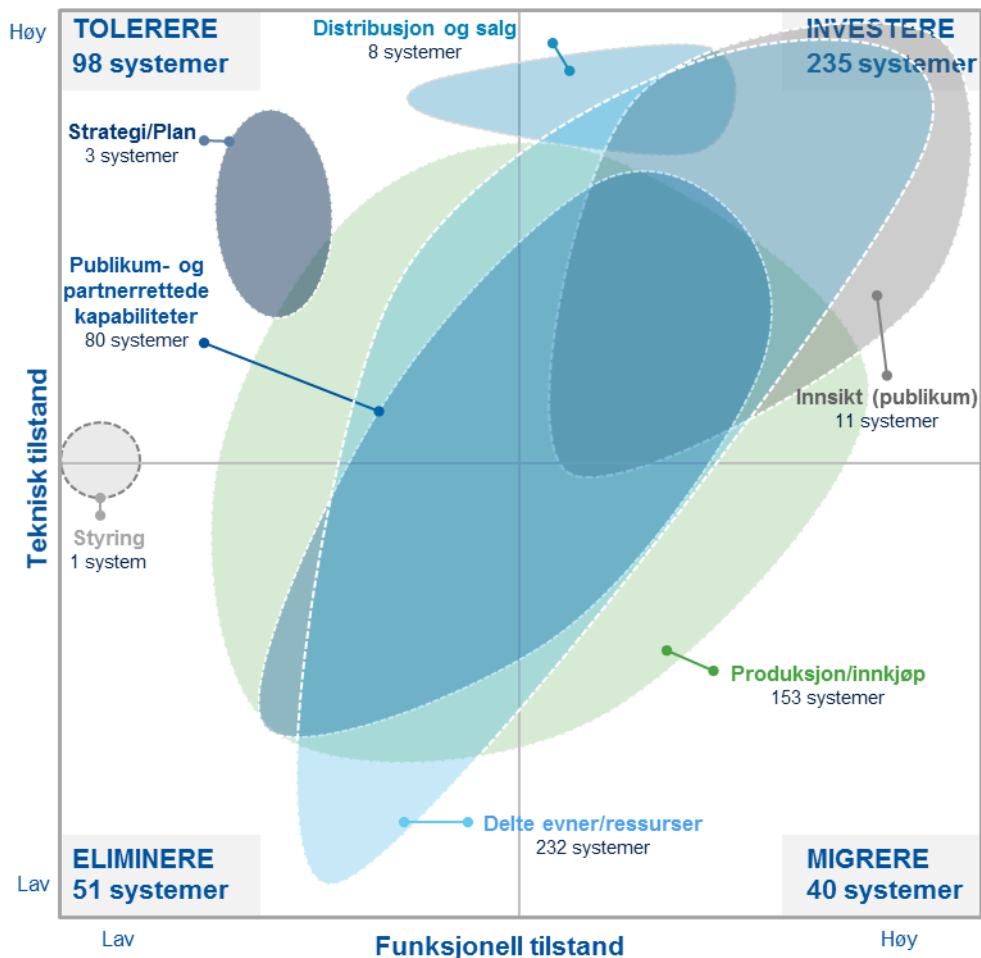 Høy
TOLERERE
98 systemer
Distribusjon og salg
8 systemer
INVESTERE
235 systemer
Strategi/Plan
3 systemer
Publikum- og
partnerrettede
kapabiliteter
80 systemer
Innsikt (publikum)
11 systemer
Teknisk tilstand
Styring
1 system
Produksjon/innkjøp
153 systemer
Delte evner/ressurser
232 systemer
ELIMINERE
51 systemer
MIGRERE
40 systemer
Lav
Lav
Funksjonell tilstand
Høy